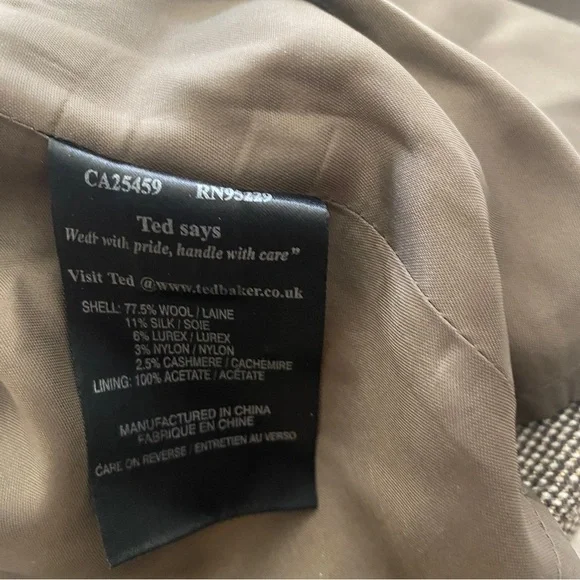 CA25459 RN95229
Ted says
Wear with pride, handle with care"
Visit Ted @www.tedbaker.co.uk
SHELL: 77.5% WOOL / LAINE
11% SILK / SOIE
6% LUREX / LUREX
3% NYLON / NYLON
2.5% CASHMERE / CACHEMIRE
LINING: 100% ACETATE / ACÉTATE
MANUFACTURED IN CHINA
FABRIQUE EN CHINE
CARE ON REVERSE / ENTRETIEN AU VERSO